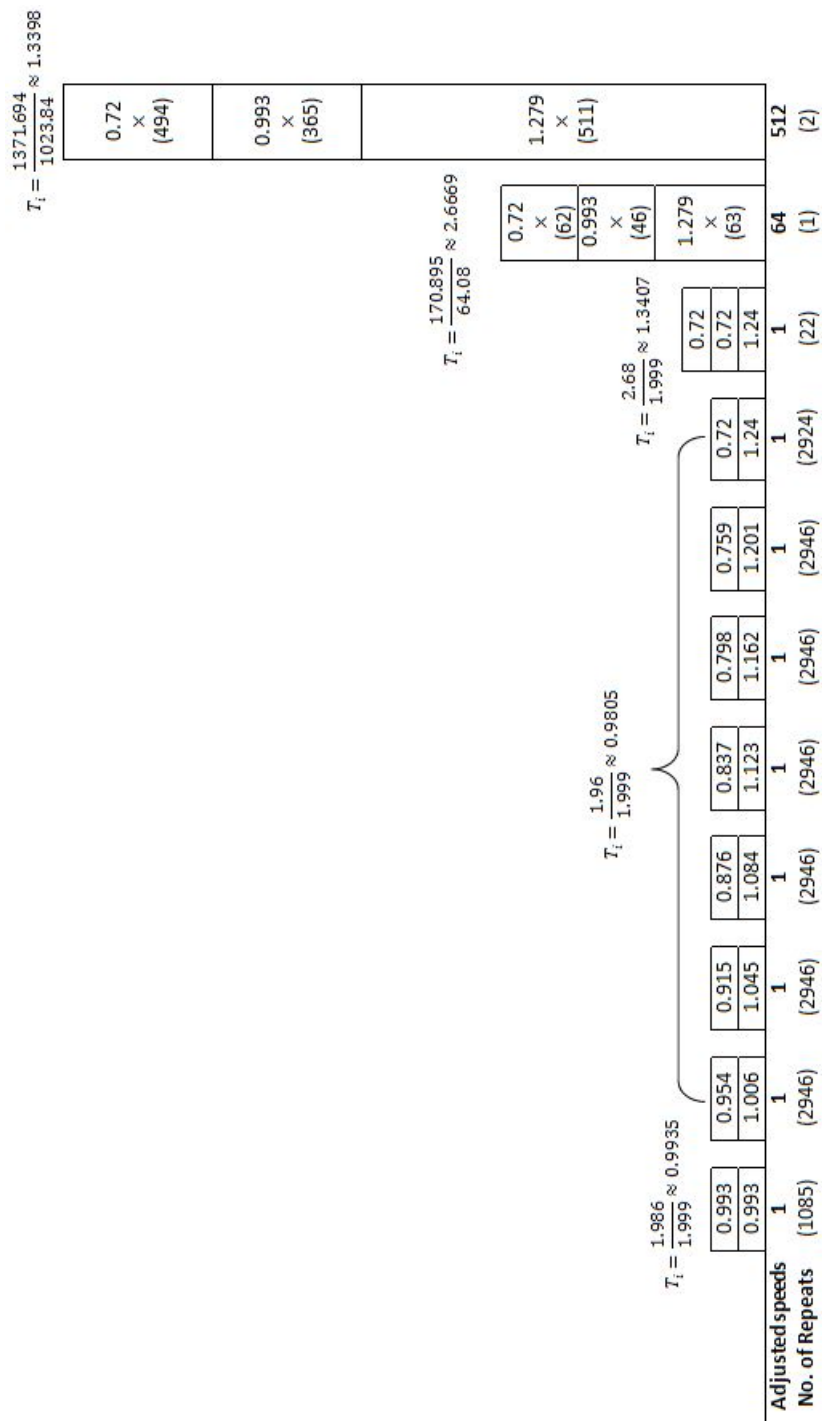 T_i = 1371.694 / 1023.84 ≈ 1.3398
0.72
×
(494)
0.993
×
(365)
1.279
×
(511)
T_i = 170.895 / 64.08 ≈ 2.6669
0.72
×
(62)
0.993
×
(46)
1.279
×
(63)
T_i = 2.68 / 1.999 ≈ 1.3407
0.72
0.72
1.24
T_i = 1.96 / 1.999 ≈ 0.9805
T_i = 1.986 / 1.999 ≈ 0.9935
0.993 0.954 0.915 0.876 0.837 0.798 0.759 0.72
0.993 1.006 1.045 1.084 1.123 1.162 1.201 1.24
Adjusted speeds 1 1 1 1 1 1 1 1 1 64 512
No. of Repeats (1085) (2946) (2946) (2946) (2946) (2946) (2946) (2924) (22) (1) (2)